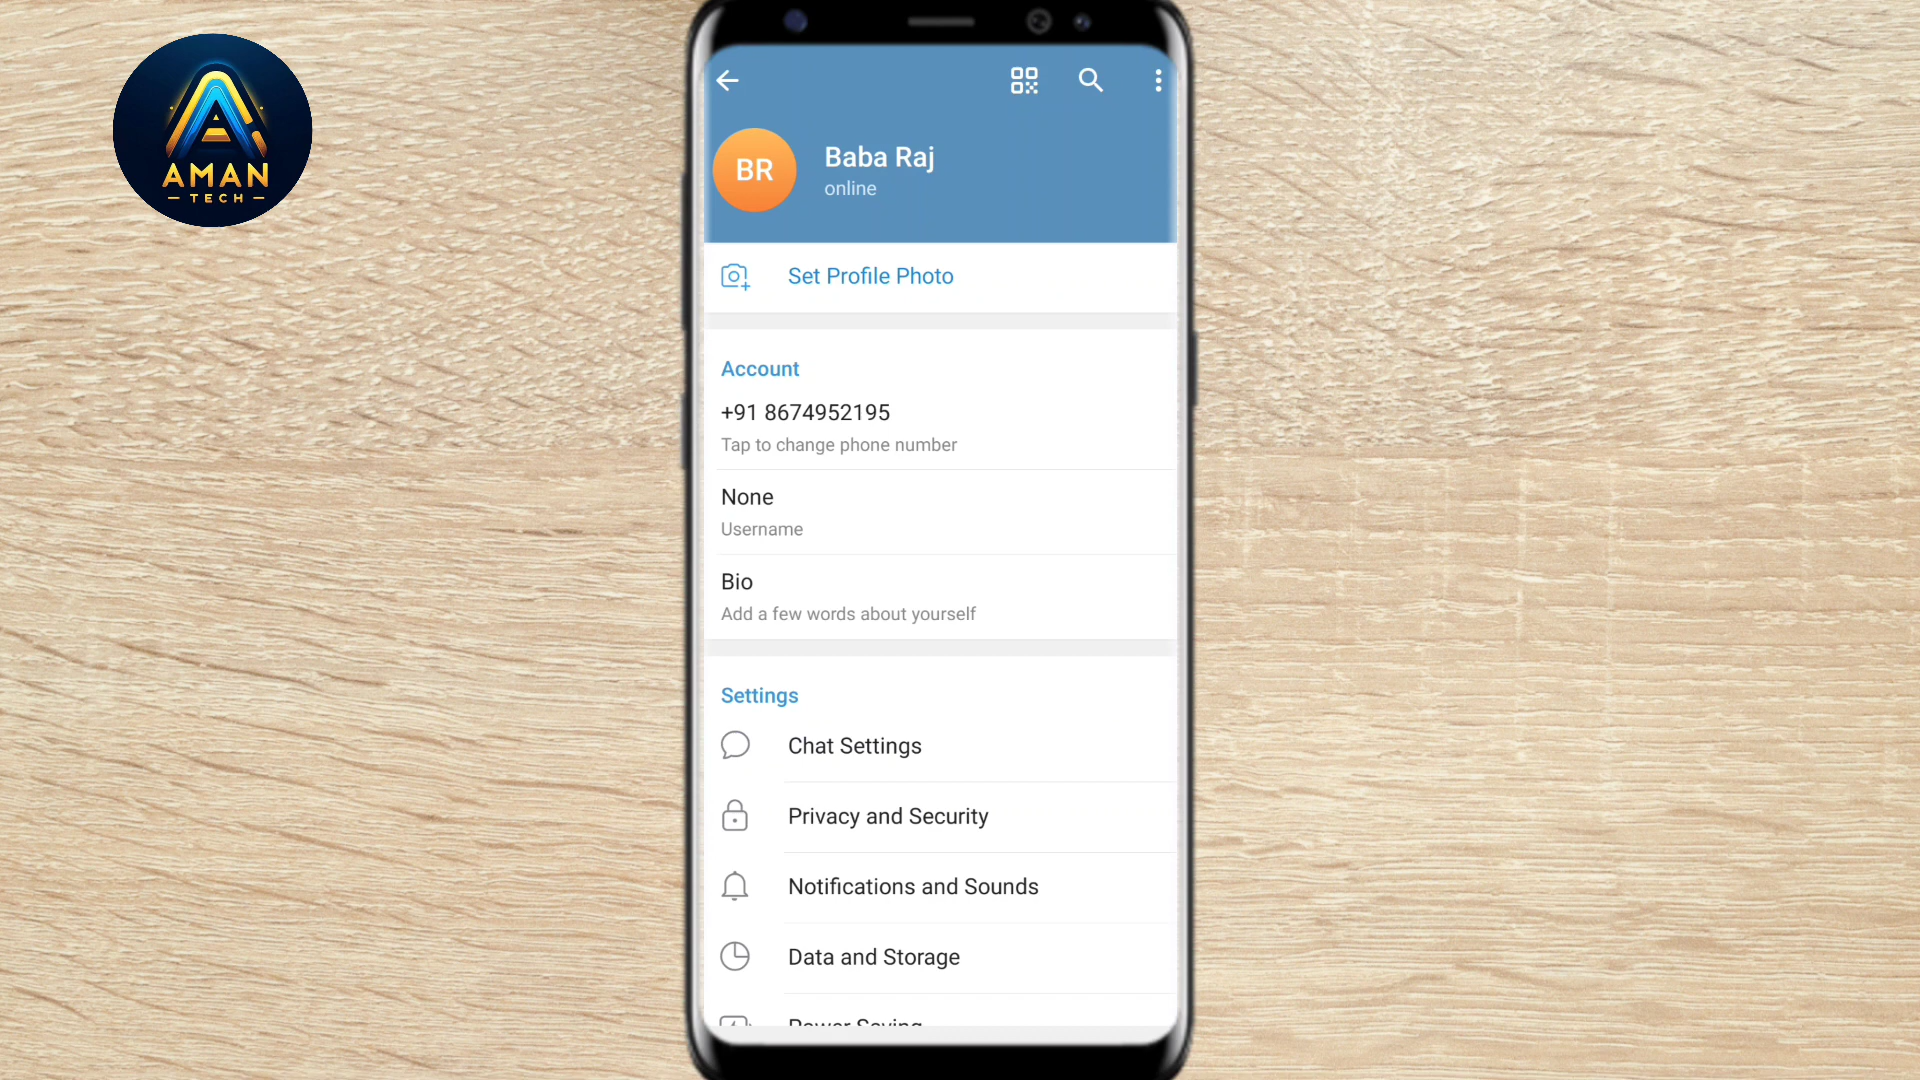 AMAN
TECH
BR
Baba Raj
online
Set Profile Photo
Account
+91 8674952195
Tap to change phone number
None
Username
Bio
Add a few words about yourself
Settings
Chat Settings
Privacy and Security
Notifications and Sounds
Data and Storage
Power Saving